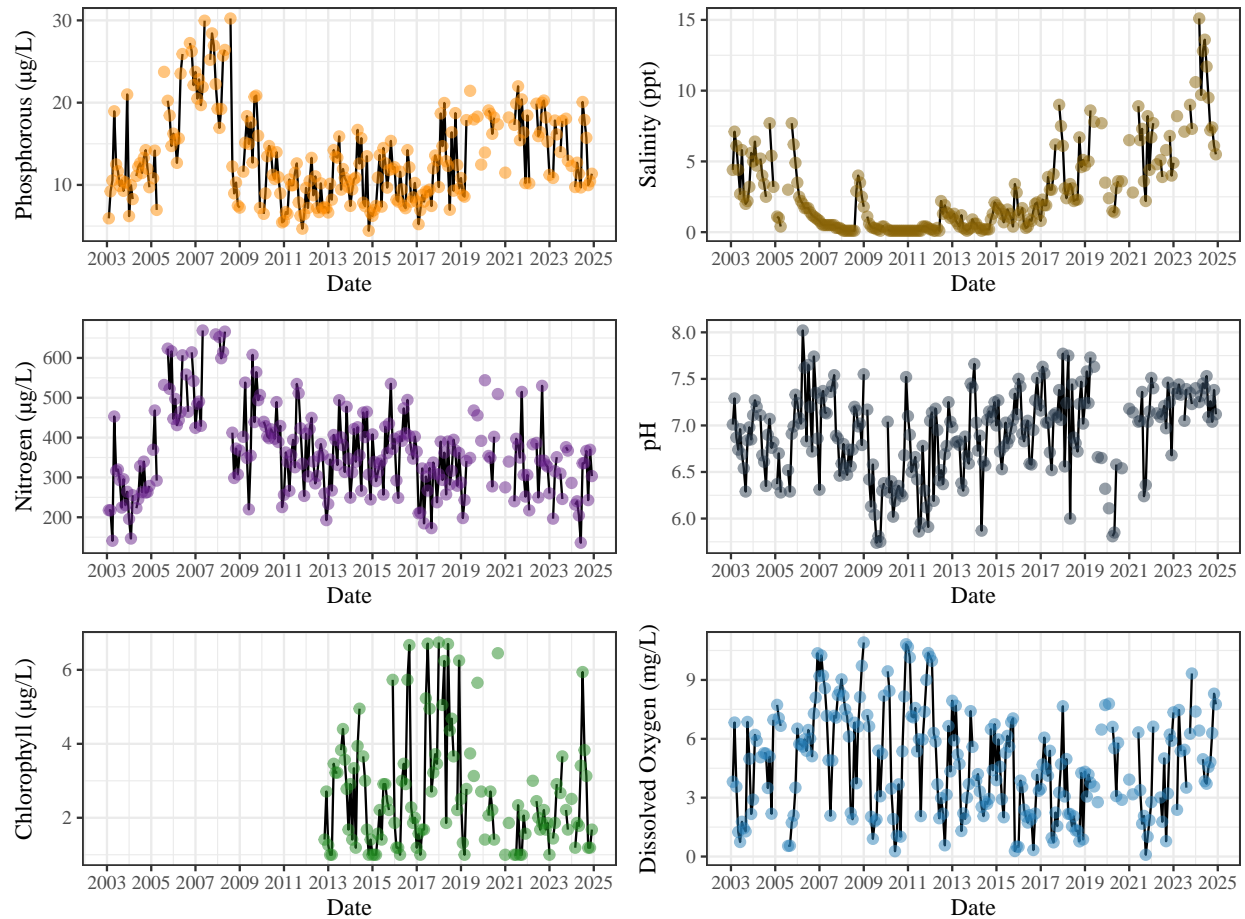 Phosphorous (µg/L)
30
20
10
2003 2005 2007 2009 2011 2013 2015 2017 2019 2021 2023 2025
Date
Salinity (ppt)
15
10
5
0
2003 2005 2007 2009 2011 2013 2015 2017 2019 2021 2023 2025
Date
Nitrogen (µg/L)
600
500
400
300
200
2003 2005 2007 2009 2011 2013 2015 2017 2019 2021 2023 2025
Date
pH
8.0
7.5
7.0
6.5
6.0
2003 2005 2007 2009 2011 2013 2015 2017 2019 2021 2023 2025
Date
Chlorophyll (µg/L)
6
4
2
2003 2005 2007 2009 2011 2013 2015 2017 2019 2021 2023 2025
Date
Dissolved Oxygen (mg/L)
9
6
3
0
2003 2005 2007 2009 2011 2013 2015 2017 2019 2021 2023 2025
Date